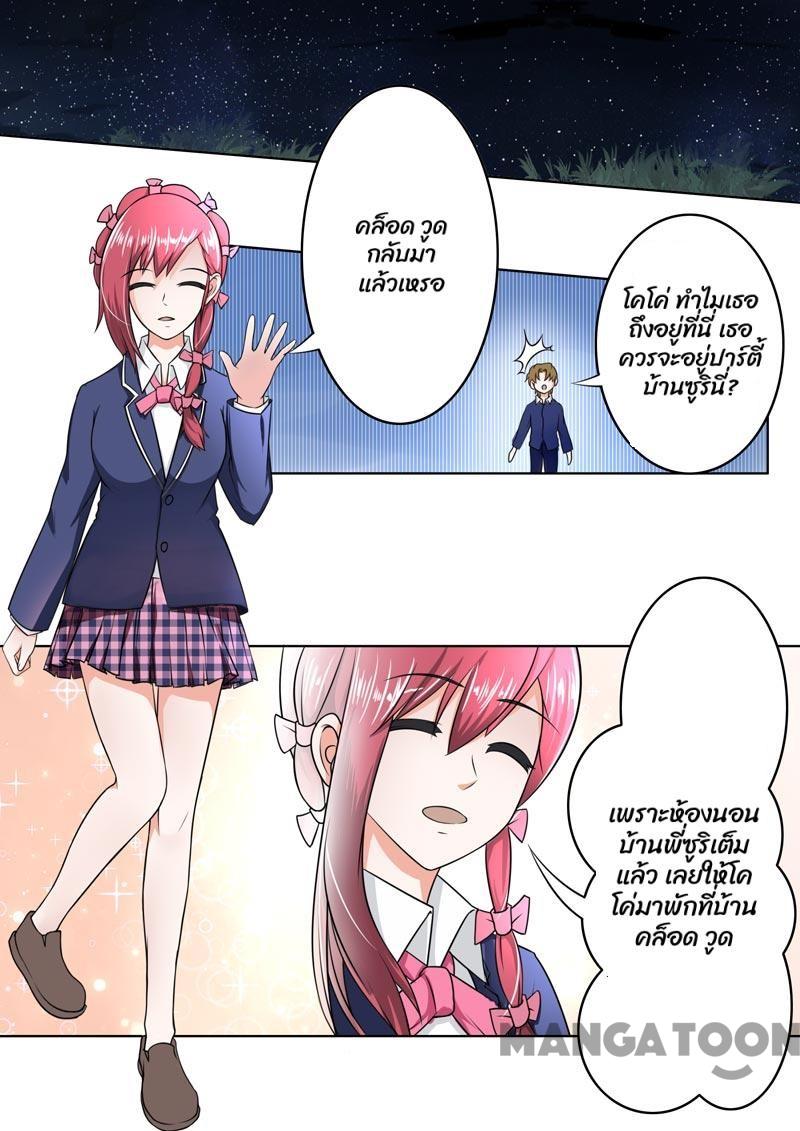 คล็อด วูด
กลับมา
แล้วเหรอ
โคโค่ ทำไมเธอ
ถึงอยู่ที่นี่ เธอ
ควรจะอยู่ปาร์ตี้
บ้านซูรินี่?
เพราะห้องนอน
บ้านพี่ซูริเต็ม
แล้ว เลยให้โค
โค่มาพักที่บ้าน
คล็อด วูด
MANGATOON